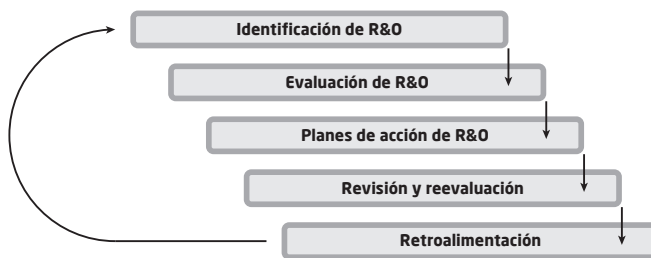 Identificación de R&O
Evaluación de R&O
Planes de acción de R&O
Revisión y reevaluación
Retroalimentación